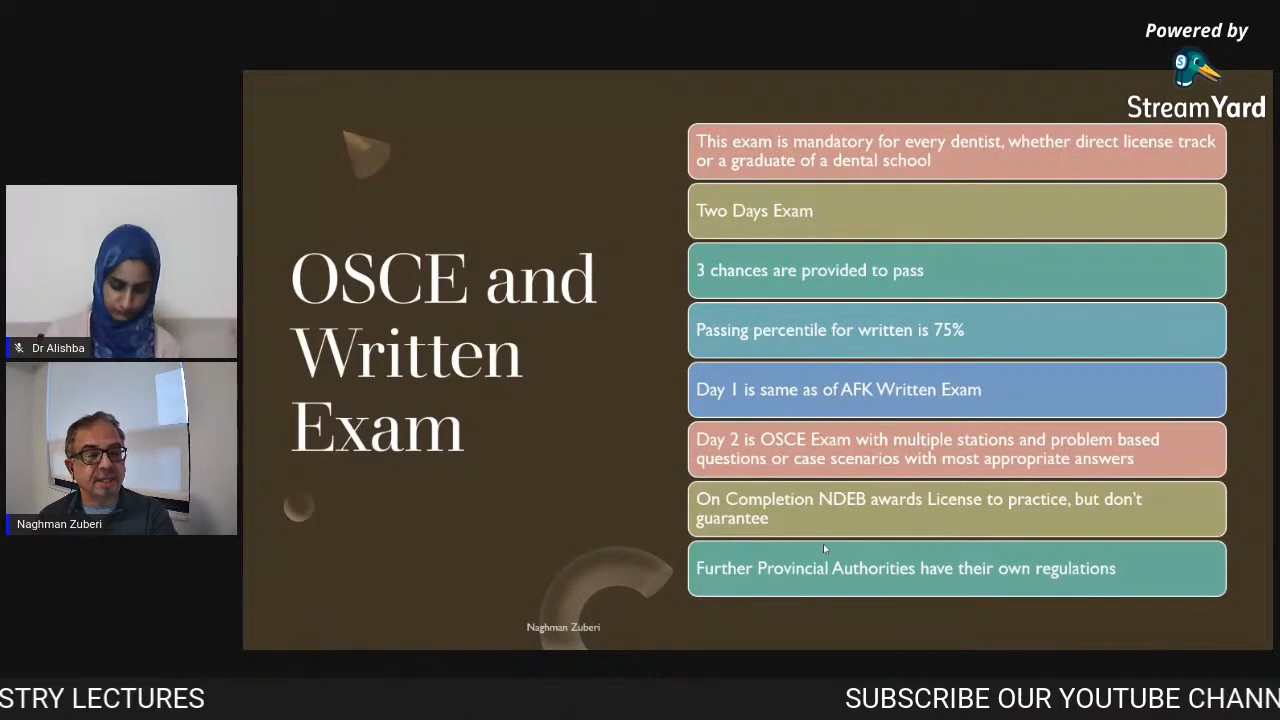 Powered by
StreamYard
This exam is mandatory for every dentist, whether direct license track
or a graduate of a dental school
Two Days Exam
3 chances are provided to pass
Passing percentile for written is 75%
Day 1 is same as of AFK Written Exam
Day 2 is OSCE Exam with multiple stations and problem based
questions or case scenarios with most appropriate answers
On Completion NDEB awards License to practice, but don't
guarantee
Further Provincial Authorities have their own regulations
OSCE and
Written
Exam
Naghman Zuberi
Dr Alishba
Naghman Zuberi
STRY LECTURES
SUBSCRIBE OUR YOUTUBE CHANN